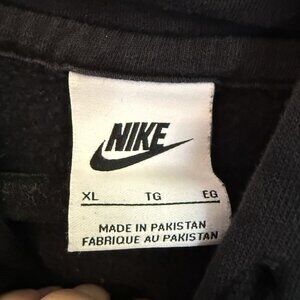 NIKE
XL TG EG
MADE IN PAKISTAN
FABRIQUE AU PAKISTAN